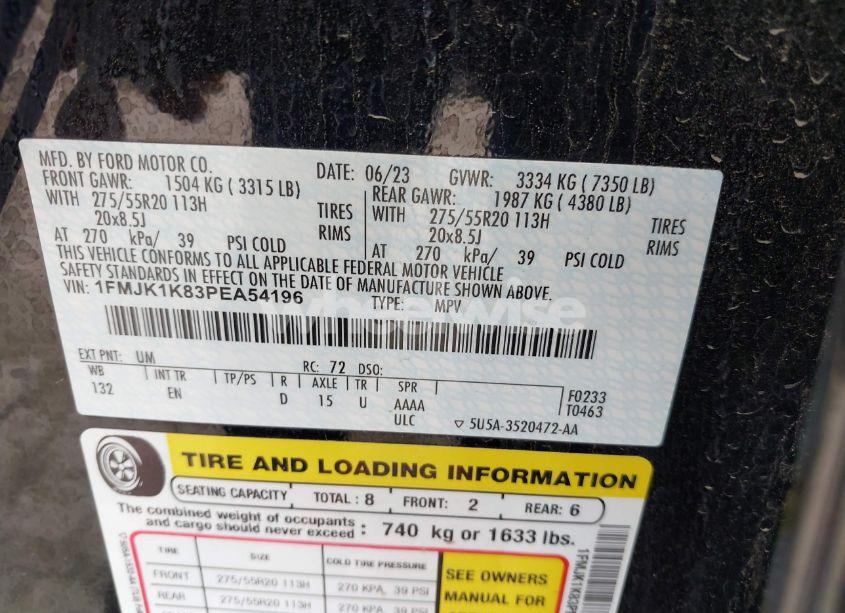 MFD. BY FORD MOTOR CO.
DATE: 06/23 GVWR: 3334 KG ( 7350 LB)
FRONT GAWR: 1504 KG ( 3315 LB) REAR GAWR: 1987 KG ( 4380 LB)
WITH 275/55R20 113H TIRES WITH 275/55R20 113H TIRES
20x8.5J RIMS 20x8.5J RIMS
AT 270 kPa/ 39 PSI COLD AT 270 kPa/ 39 PSI COLD
THIS VEHICLE CONFORMS TO ALL APPLICABLE FEDERAL MOTOR VEHICLE
SAFETY STANDARDS IN EFFECT ON THE DATE OF MANUFACTURE SHOWN ABOVE.
VIN: 1FMJK1K83PEA54196
TYPE: MPV
wheelwise
EXT PNT: UM RC: 72 DSO:
WB INT TR TP/PS R AXLE TR SPR
132 EN D 15 U AAAA
ULC
F0233
T0463
5U5A-3520472-AA
TIRE AND LOADING INFORMATION
SEATING CAPACITY TOTAL : 8 FRONT: 2 REAR: 6
The combined weight of occupants
and cargo should never exceed : 740 kg or 1633 lbs.
TIRE SIZE COLD TIRE PRESSURE
FRONT 275/55R20 113H 270 KPA, 39 PSI
REAR 275/55R20 113H 270 KPA, 39 PSI
SEE OWNERS
MANUAL FOR